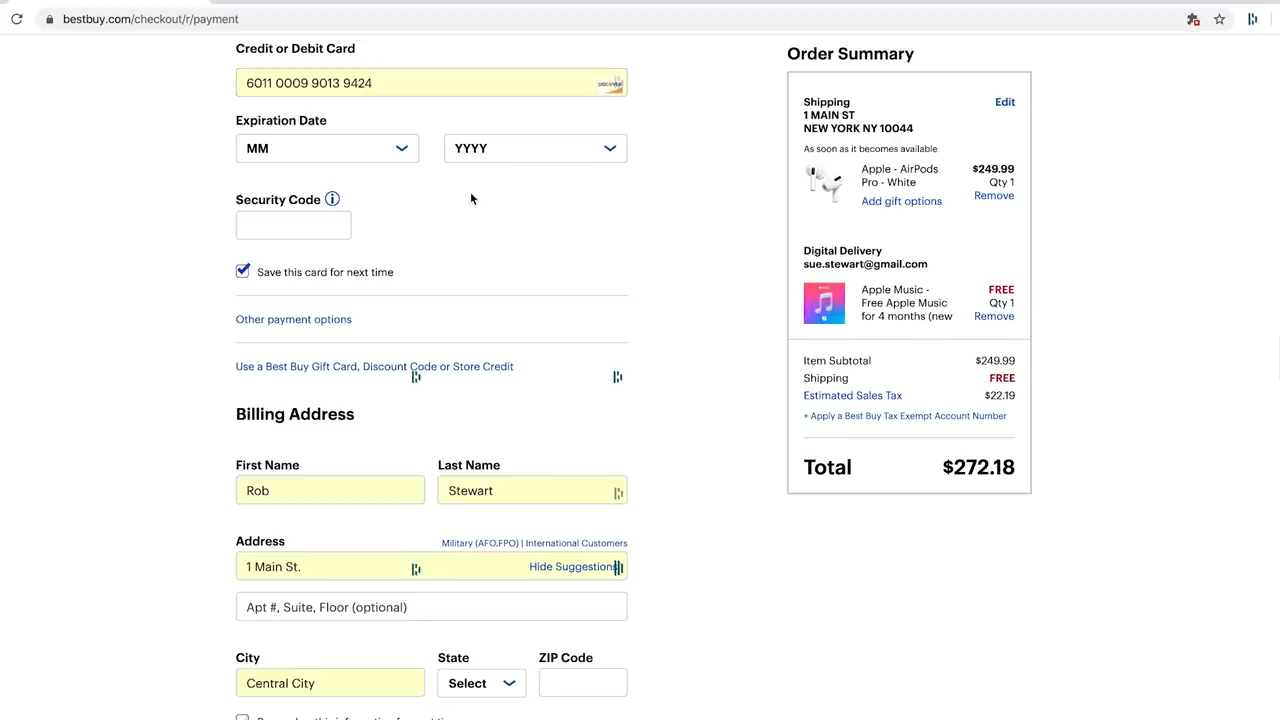 bestbuy.com/checkout/r/payment
Credit or Debit Card
6011 0009 9013 9424
DISCOVER
Expiration Date
MM
YYYY
Security Code
Save this card for next time
Other payment options
Use a Best Buy Gift Card, Discount Code or Store Credit
Billing Address
First Name
Last Name
Rob
Stewart
Address
Military (AFO.FPO) | International Customers
1 Main St.
Hide Suggestions
Apt #, Suite, Floor (optional)
City
State
ZIP Code
Central City
Select
Order Summary
Shipping
Edit
1 MAIN ST
NEW YORK NY 10044
As soon as it becomes available
Apple - AirPods $249.99
Pro - White Qty 1
Add gift options Remove
Digital Delivery
sue.stewart@gmail.com
Apple Music - FREE
Free Apple Music Qty 1
for 4 months (new Remove
Item Subtotal $249.99
Shipping FREE
Estimated Sales Tax $22.19
+ Apply a Best Buy Tax Exempt Account Number
Total $272.18